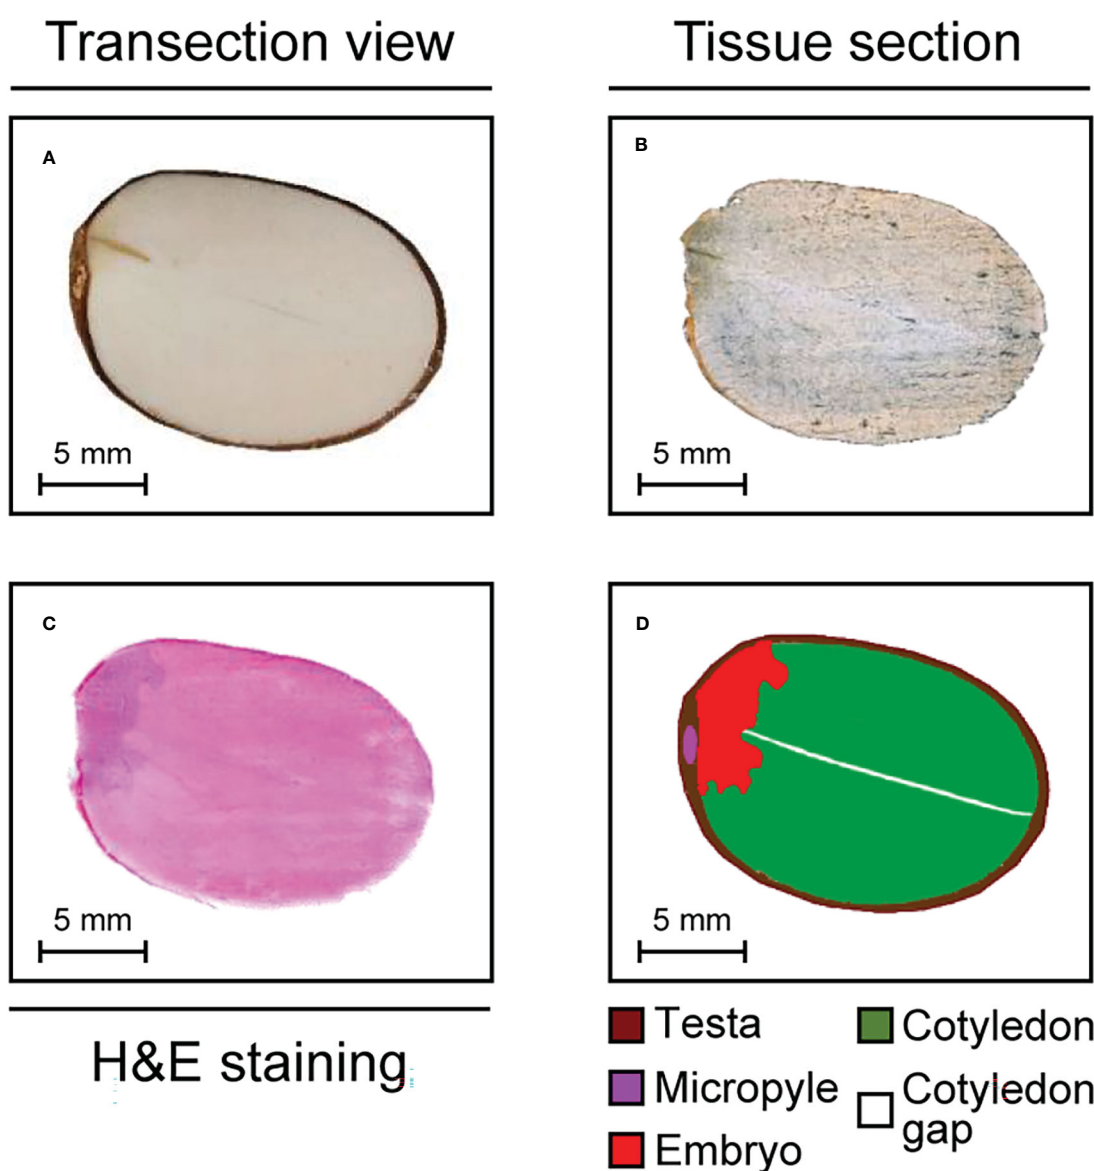 Transection view
Tissue section
A
B
5 mm
5 mm
C
D
5 mm
5 mm
H&E staining
Testa
Cotyledon
Micropyle
Cotyledon
gap
Embryo